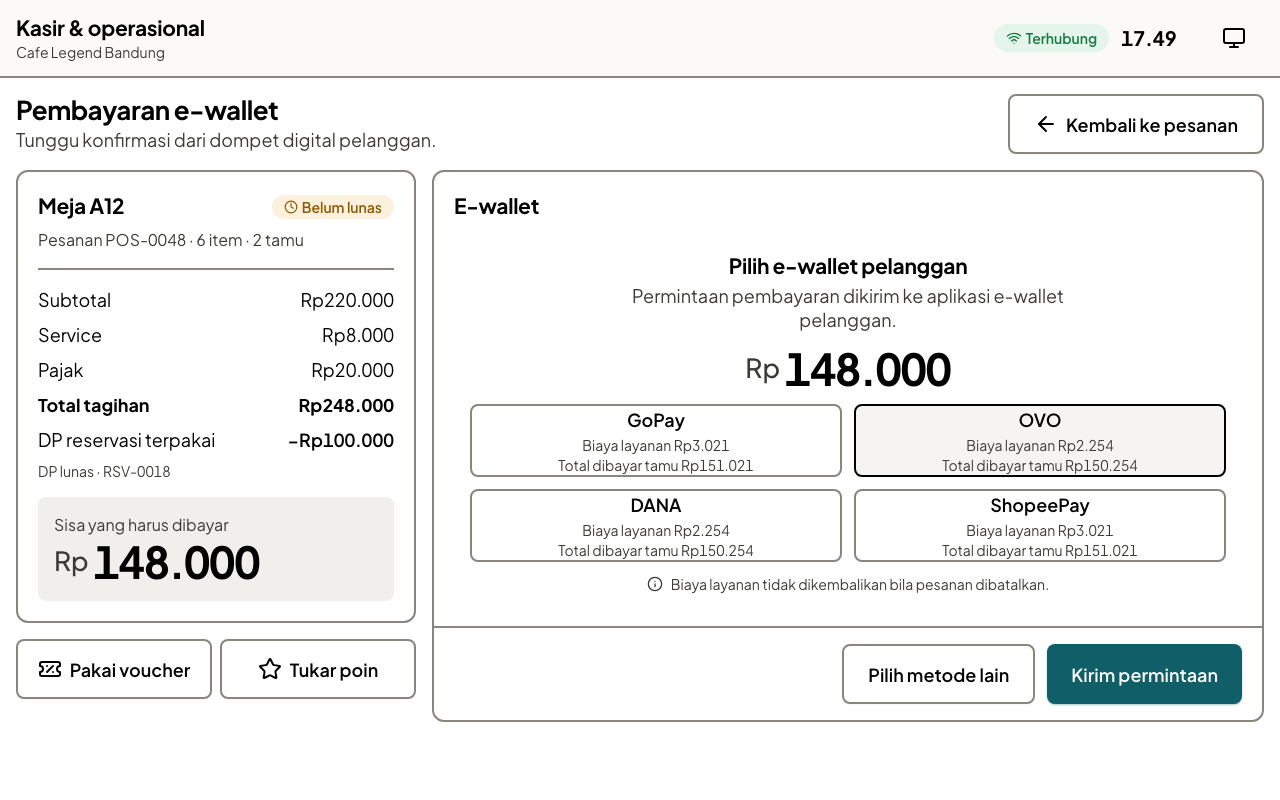 Kasir & operasional
Cafe Legend Bandung
Terhubung
17.49
Pembayaran e-wallet
Tunggu konfirmasi dari dompet digital pelanggan.
Kembali ke pesanan
Meja A12
Belum lunas
Pesanan POS-0048 · 6 item · 2 tamu
Subtotal Rp220.000
Service Rp8.000
Pajak Rp20.000
Total tagihan Rp248.000
DP reservasi terpakai −Rp100.000
DP lunas · RSV-0018
Sisa yang harus dibayar
Rp 148.000
Pakai voucher
Tukar poin
E-wallet
Pilih e-wallet pelanggan
Permintaan pembayaran dikirim ke aplikasi e-wallet
pelanggan.
Rp 148.000
GoPay
Biaya layanan Rp3.021
Total dibayar tamu Rp151.021
OVO
Biaya layanan Rp2.254
Total dibayar tamu Rp150.254
DANA
Biaya layanan Rp2.254
Total dibayar tamu Rp150.254
ShopeePay
Biaya layanan Rp3.021
Total dibayar tamu Rp151.021
Biaya layanan tidak dikembalikan bila pesanan dibatalkan.
Pilih metode lain
Kirim permintaan